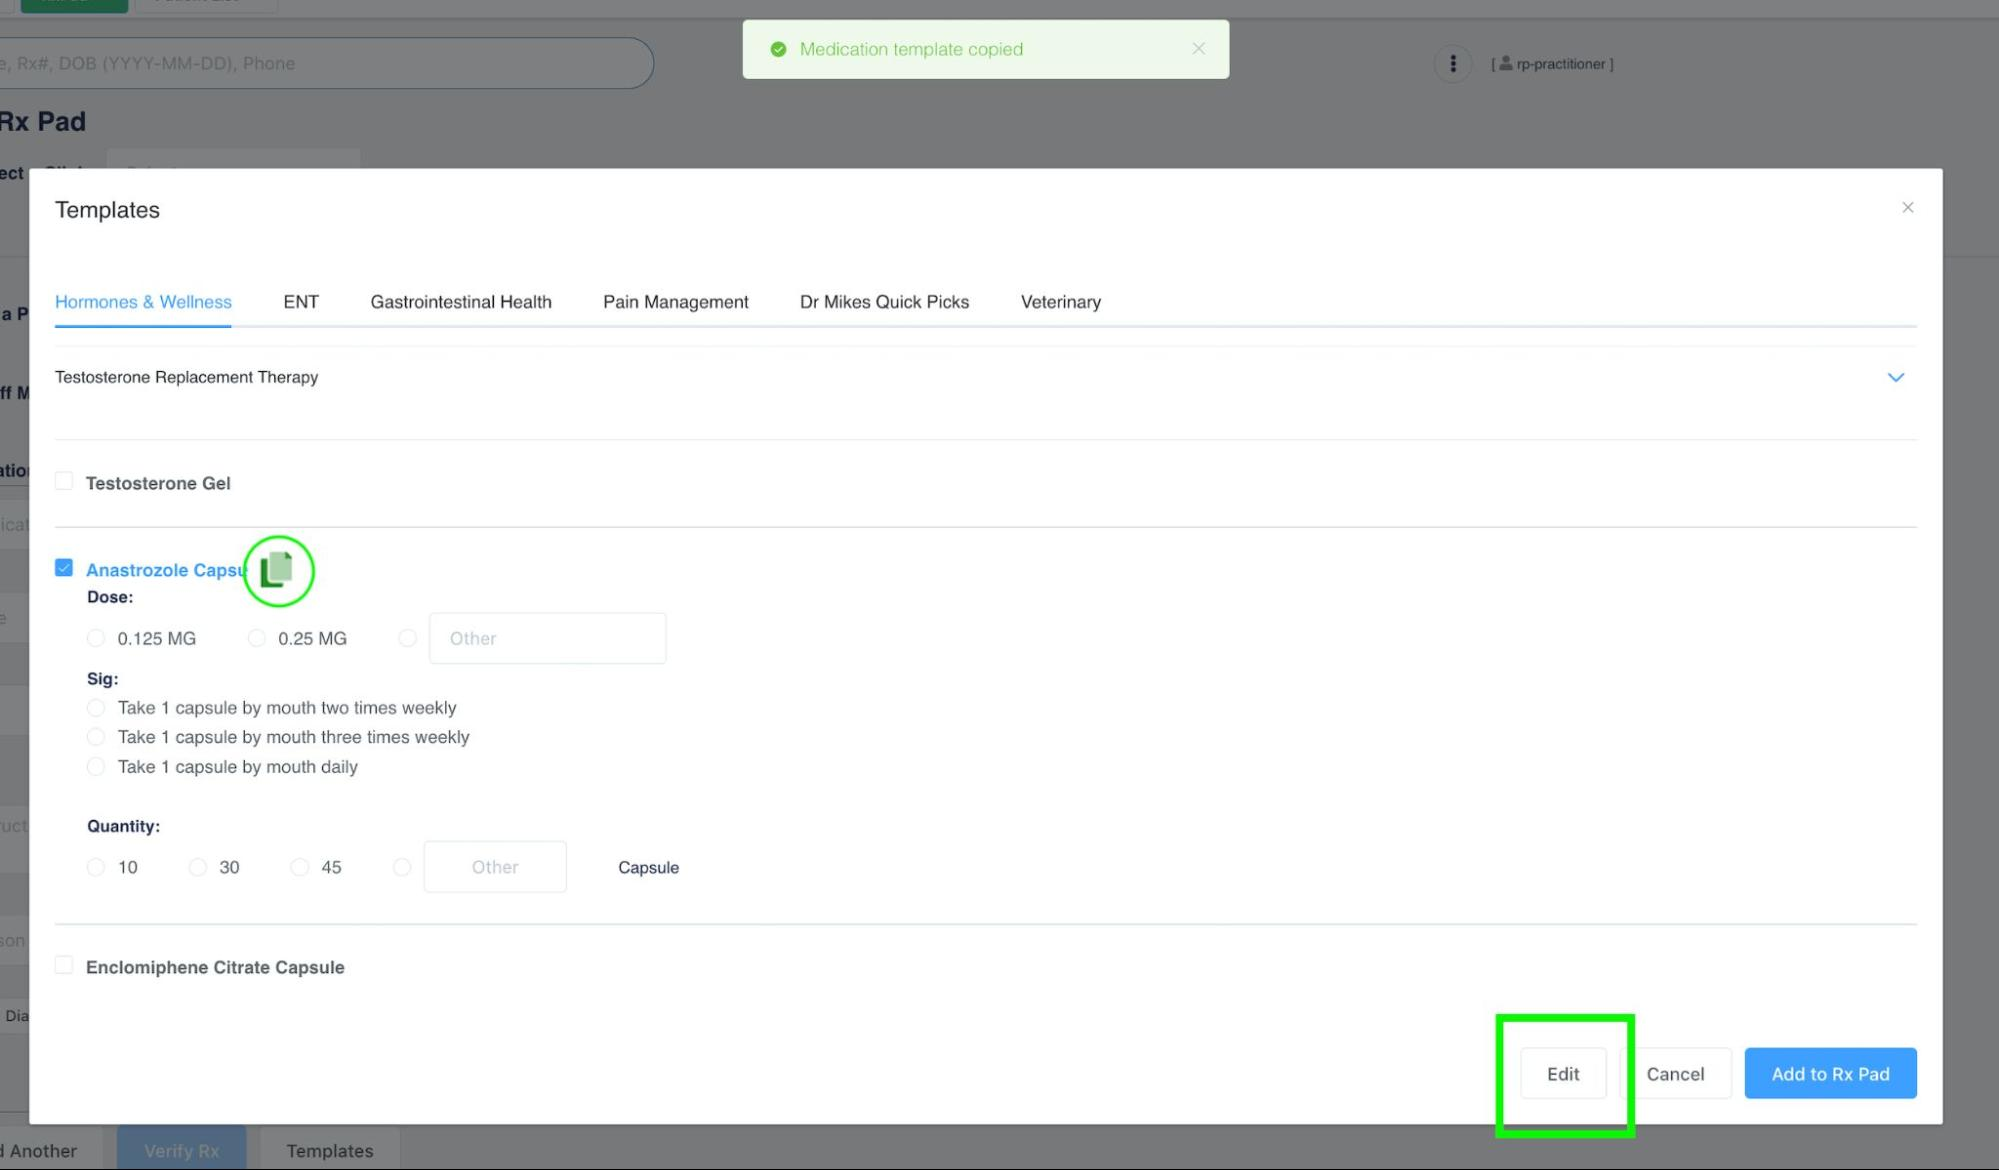 Medication template copied
e, Rx#, DOB (YYYY-MM-DD), Phone
[ rp-practitioner ]
Rx Pad
ect
Templates
Hormones & Wellness ENT Gastrointestinal Health Pain Management Dr Mikes Quick Picks Veterinary
a P
Testosterone Replacement Therapy
ff M
atio
Testosterone Gel
icat
Anastrozole Capsu
Dose:
0.125 MG 0.25 MG Other
Sig:
Take 1 capsule by mouth two times weekly
Take 1 capsule by mouth three times weekly
Take 1 capsule by mouth daily
Quantity:
ruct
10 30 45 Other Capsule
son
Enclomiphene Citrate Capsule
Dia
Edit Cancel Add to Rx Pad
d Another Verify Rx Templates